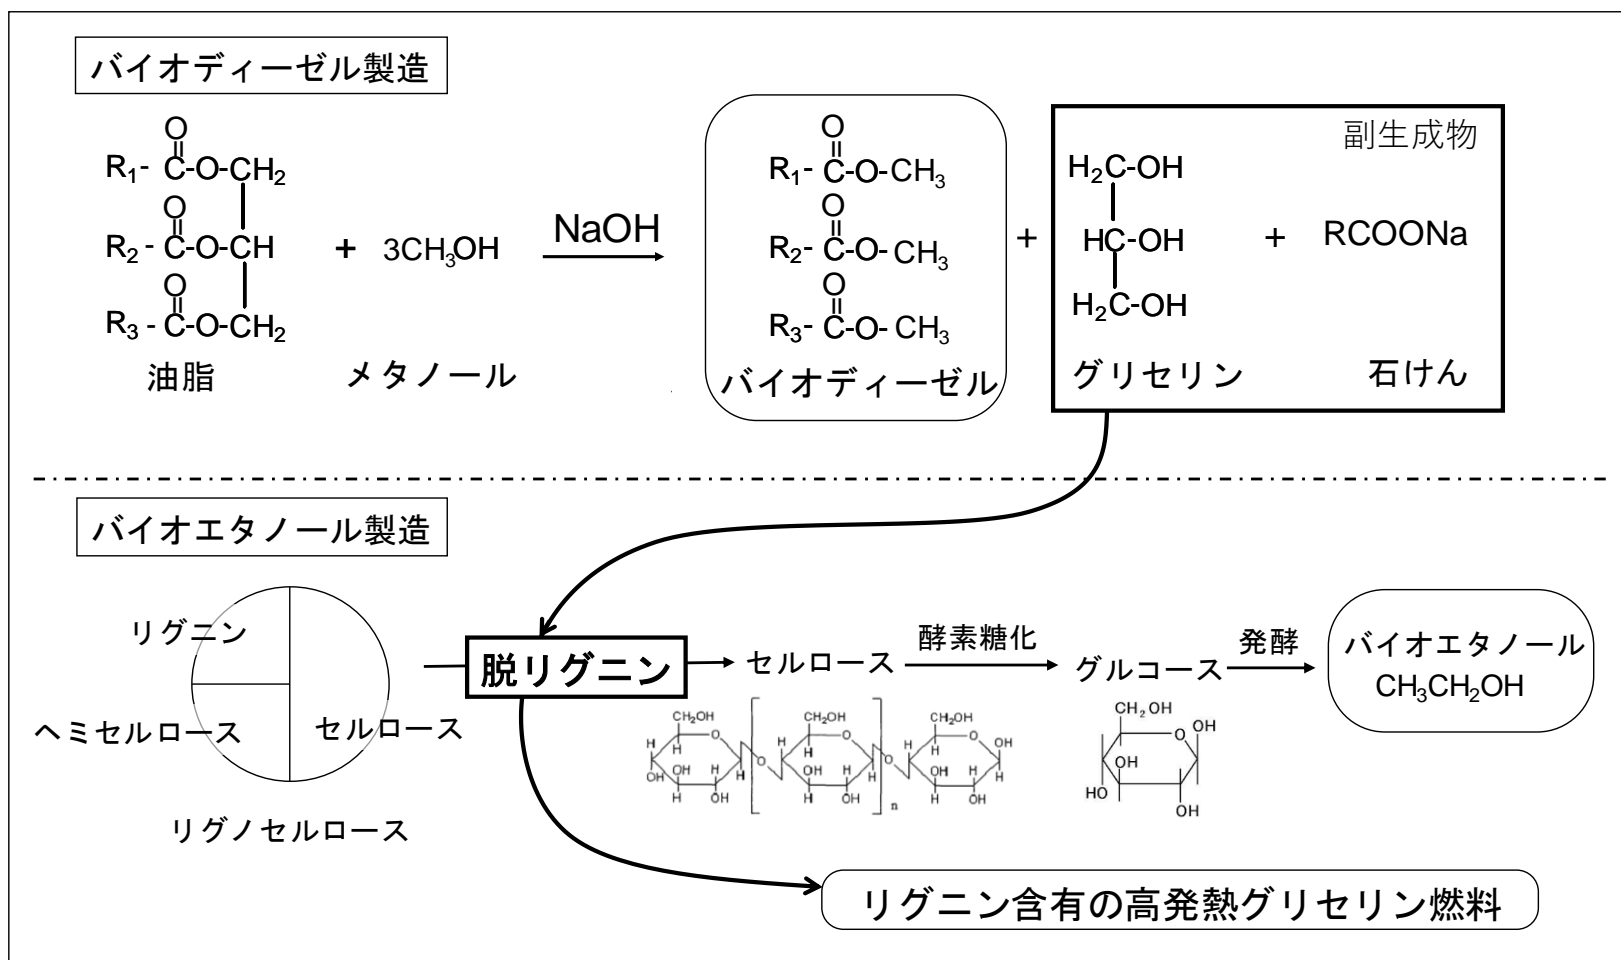 バイオディーゼル製造
O
R₁- C-O-CH₂
O
R₂- C-O-CH
O
R₃ - C-O-CH₂
油脂
+
3CH₃OH
メタノール
NaOH
O
R₁- C-O-CH₃
O
R₂- C-O-CH₃
O
R₃- C-O-CH₃
バイオディーゼル
+
副生成物
H₂C-OH
HC-OH
H₂C-OH
グリセリン
+
RCOONa
石けん
バイオエタノール製造
リグニン
ヘミセルロース
セルロース
リグノセルロース
脱リグニン
セルロース
CH₂OH
O
H
H
OH
OH
H
H
H
OH
H
O
CH₂OH
O
H
H
OH
H
H
H
OH
n
O
CH₂OH
O
OH
H
H
OH
H
H
H
OH
酵素糖化
グルコース
CH₂OH
O
OH
OH
HO
OH
発酵
バイオエタノール
CH₃CH₂OH
リグニン含有の高発熱グリセリン燃料